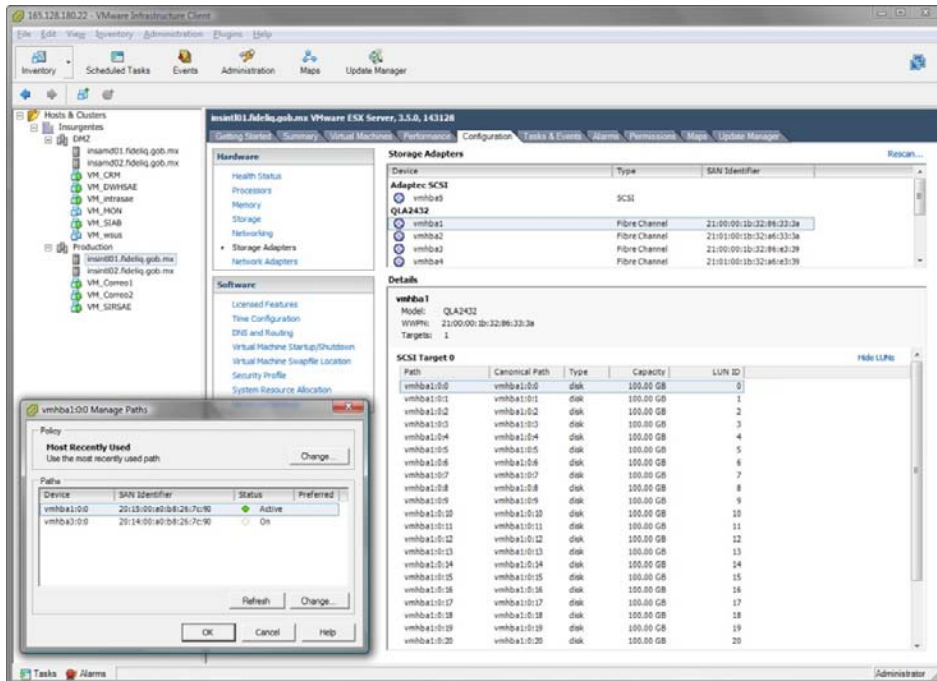 165.128.180.22 - VMware Infrastructure Client
File Edit View Inventory Administration Plugins Help
Inventory Scheduled Tasks Events Administration Maps Update Manager
Hosts & Clusters
Insurgentes
DMZ
insamd01.fideliq.gob.mx
insamd02.fideliq.gob.mx
VM_CRM
VM_DWHSAE
VM_intrasae
VM_MON
VM_SIAB
VM_wsus
Production
insintl01.fideliq.gob.mx
insintl02.fideliq.gob.mx
VM_Correo1
VM_Correo2
VM_SIRSAE
insintl01.fideliq.gob.mx VMware ESX Server, 3.5.0, 143128
Getting Started Summary Virtual Machines Performance Configuration Tasks & Events Alarms Permissions Maps Update Manager
Hardware
Health Status
Processors
Memory
Storage
Networking
Storage Adapters
Network Adapters
Software
Licensed Features
Time Configuration
DNS and Routing
Virtual Machine Startup/Shutdown
Virtual Machine Swapfile Location
Security Profile
System Resource Allocation
Storage Adapters Rescan...
Device Type SAN Identifier
Adaptec SCSI
vmhba5 SCSI
QLA2432
vmhba1 Fibre Channel 21:00:00:1b:32:86:33:3a
vmhba2 Fibre Channel 21:01:00:1b:32:a6:33:3a
vmhba3 Fibre Channel 21:00:00:1b:32:86:e3:39
vmhba4 Fibre Channel 21:01:00:1b:32:a6:e3:39
Details
vmhba1
Model: QLA2432
WWPN: 21:00:00:1b:32:86:33:3a
Targets: 1
SCSI Target 0 Hide LUNs
Path Canonical Path Type Capacity LUN ID
vmhba1:0:0 vmhba1:0:0 disk 100.00 GB 0
vmhba1:0:1 vmhba1:0:1 disk 100.00 GB 1
vmhba1:0:2 vmhba1:0:2 disk 100.00 GB 2
vmhba1:0:3 vmhba1:0:3 disk 100.00 GB 3
vmhba1:0:4 vmhba1:0:4 disk 100.00 GB 4
vmhba1:0:5 vmhba1:0:5 disk 100.00 GB 5
vmhba1:0:6 vmhba1:0:6 disk 100.00 GB 6
vmhba1:0:7 vmhba1:0:7 disk 100.00 GB 7
vmhba1:0:8 vmhba1:0:8 disk 100.00 GB 8
vmhba1:0:9 vmhba1:0:9 disk 100.00 GB 9
vmhba1:0:10 vmhba1:0:10 disk 100.00 GB 10
vmhba1:0:11 vmhba1:0:11 disk 100.00 GB 11
vmhba1:0:12 vmhba1:0:12 disk 100.00 GB 12
vmhba1:0:13 vmhba1:0:13 disk 100.00 GB 13
vmhba1:0:14 vmhba1:0:14 disk 100.00 GB 14
vmhba1:0:15 vmhba1:0:15 disk 100.00 GB 15
vmhba1:0:16 vmhba1:0:16 disk 100.00 GB 16
vmhba1:0:17 vmhba1:0:17 disk 100.00 GB 17
vmhba1:0:18 vmhba1:0:18 disk 100.00 GB 18
vmhba1:0:19 vmhba1:0:19 disk 100.00 GB 19
vmhba1:0:20 vmhba1:0:20 disk 100.00 GB 20
vmhba1:0:0 Manage Paths
Policy
Most Recently Used
Use the most recently used path
Change...
Paths
Device SAN Identifier Status Preferred
vmhba1:0:0 20:15:00:a0:b8:26:7c:90 Active
vmhba3:0:0 20:14:00:a0:b8:26:7c:90 On
Refresh Change...
OK Cancel Help
Tasks Alarms Administrator